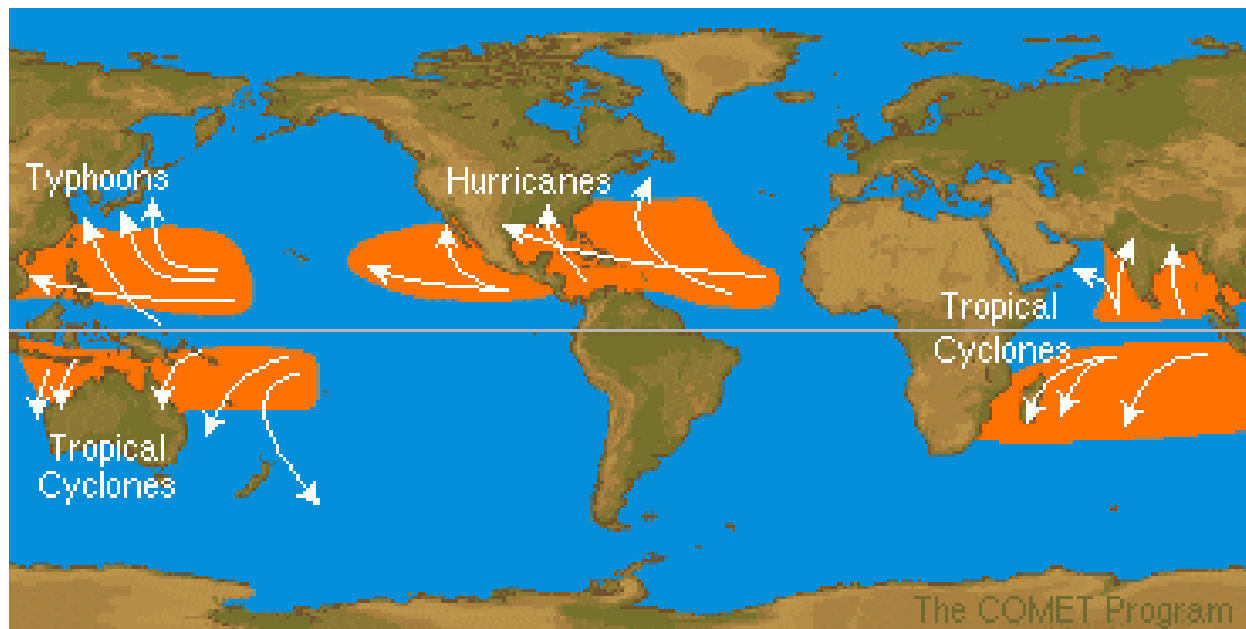 Typhoons
Hurricanes
Tropical
Cyclones
Tropical
Cyclones
The COMET Program